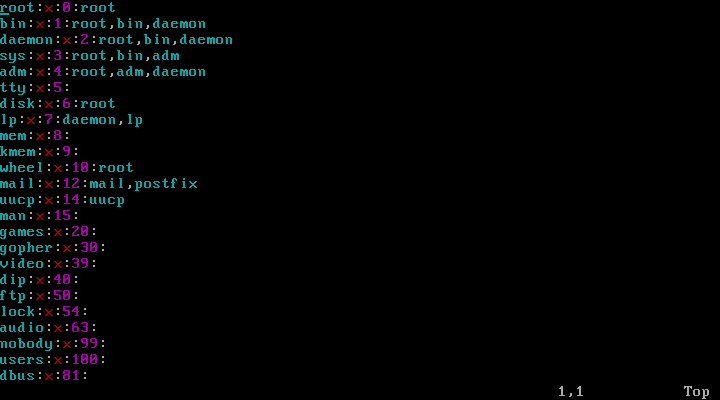 root:x:0:root
bin:x:1:root,bin,daemon
daemon:x:2:root,bin,daemon
sys:x:3:root,bin,adm
adm:x:4:root,adm,daemon
tty:x:5:
disk:x:6:root
lp:x:7:daemon,lp
mem:x:8:
kmem:x:9:
wheel:x:10:root
mail:x:12:mail,postfix
uucp:x:14:uucp
man:x:15:
games:x:20:
gopher:x:30:
video:x:39:
dip:x:40:
ftp:x:50:
lock:x:54:
audio:x:63:
nobody:x:99:
users:x:100:
dbus:x:81:
1,1 Top